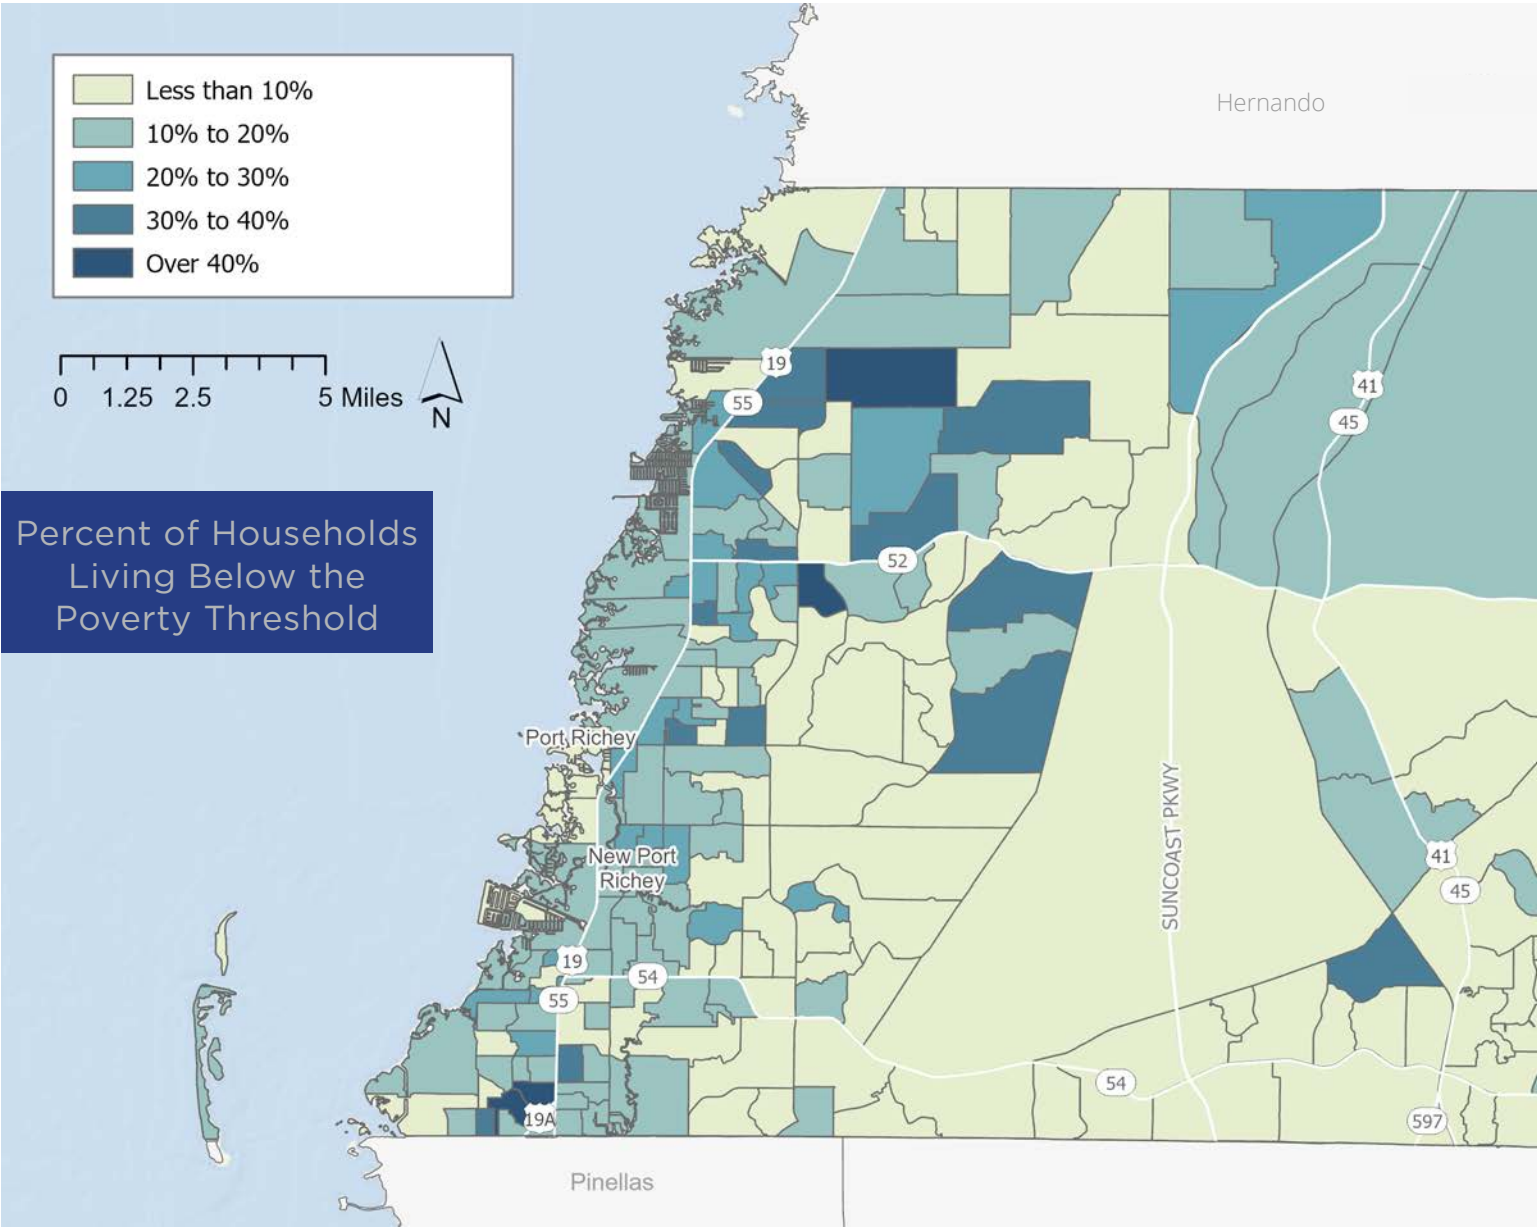 Less than 10%
10% to 20%
20% to 30%
30% to 40%
Over 40%
0 1.25 2.5 5 Miles
N
Percent of Households
Living Below the
Poverty Threshold
Hernando
19
55
41
45
52
Port Richey
SUNCOAST PKWY
New Port
Richey
41
45
19
54
55
54
19A
597
Pinellas